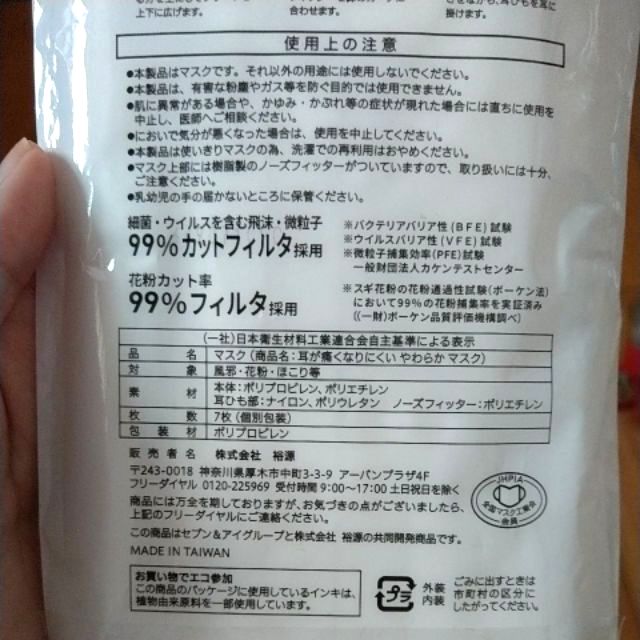 上下に広げます。
合わせます。
掛けます。
使用上の注意
●本製品はマスクです。それ以外の用途には使用しないでください。
●本製品は、有害な粉塵やガス等を防ぐ目的では使用できません。
●肌に異常がある場合や、かゆみ・かぶれ等の症状が現れた場合には直ちに使用を
中止し、医師へご相談ください。
●においで気分が悪くなった場合は、使用を中止してください。
●本製品は使いきりマスクの為、洗濯での再利用はおやめください。
●マスク上部には樹脂製のノーズフィッターがついていますので、取り扱いには十分、
ご注意ください。
●乳幼児の手の届かないところに保管ください。
細菌・ウイルスを含む飛沫・微粒子
99%カットフィルタ採用
※バクテリアバリア性(BFE)試験
※ウイルスバリア性(VFE)試験
※微粒子捕集効率(PFE)試験
一般財団法人カケンテストセンター
花粉カット率
99%フィルタ採用
※スギ花粉の花粉通過性試験(ボーケン法)
において99%の花粉捕集率を実証済み
((一財)ボーケン品質評価機構調べ)
(一社)日本衛生材料工業連合会自主基準による表示
品名 マスク(商品名:耳が痛くなりにくい やわらか マスク)
対象 風邪・花粉・ほこり等
素材 本体:ポリプロピレン、ポリエチレン
耳ひも部:ナイロン、ポリウレタン ノーズフィッター:ポリエチレン
枚数 7枚(個別包装)
包装材 ポリプロピレン
販売者名 株式会社 裕源
〒243-0018 神奈川県厚木市中町3-3-9 アーバンプラザ4F
フリーダイヤル 0120-225969 受付時間9:00~17:00 土日祝日を除く
商品には万全を期しておりますが、お気づきの点がございましたら、
上記のフリーダイヤルにご連絡ください。
JHPIA
全国マスク工業会
会員
この商品はセブン&アイグループと株式会社 裕源の共同開発商品です。
MADE IN TAIWAN
お買い物でエコ参加
この商品のパッケージに使用しているインキは、
植物由来原料を一部使用しています。
プラ
外装
内装
ごみに出すときは
市町村の区分に
したがってください。